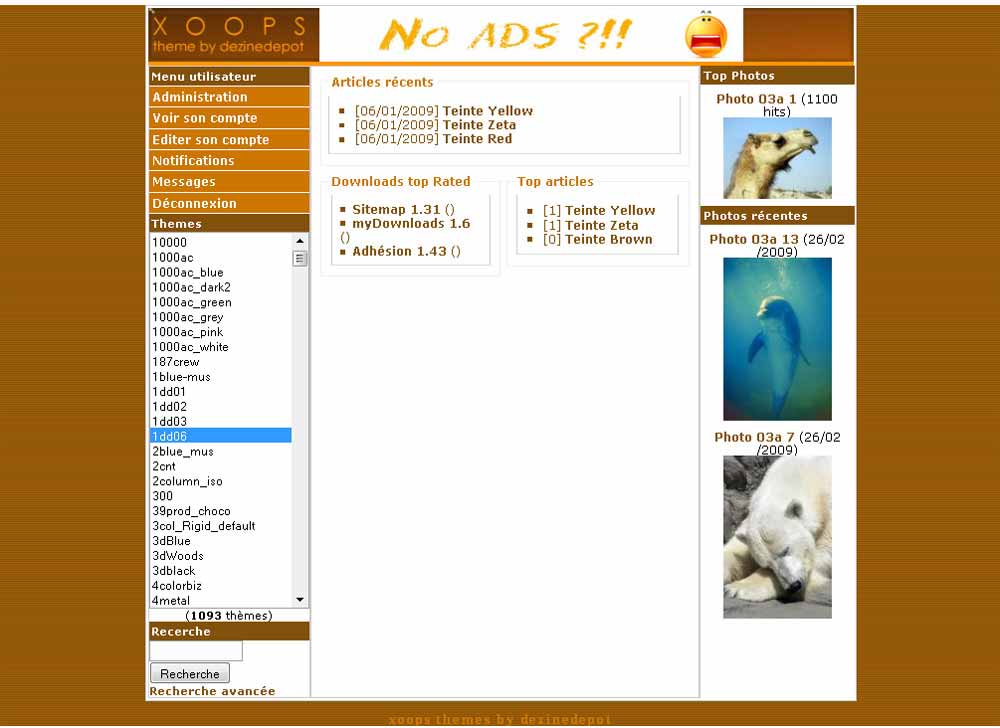 XOOPS
theme by dezinedepot
No ADS ?!!
Menu utilisateur
Administration
Voir son compte
Editer son compte
Notifications
Messages
Déconnexion
Themes
10000
1000ac
1000ac_blue
1000ac_dark2
1000ac_green
1000ac_grey
1000ac_pink
1000ac_white
187crew
1blue-mus
1dd01
1dd02
1dd03
1dd06
2blue_mus
2cnt
2column_iso
300
39prod_choco
3col_Rigid_default
3dBlue
3dWoods
3dblack
4colorbiz
4metal
(1093 thèmes)
Recerche
Recherche
Recherche avancée
Articles récents
[06/01/2009] Teinte Yellow
[06/01/2009] Teinte Zeta
[06/01/2009] Teinte Red
Downloads top Rated
Sitemap 1.31 ()
myDownloads 1.6
()
Adhésion 1.43 ()
Top articles
[1] Teinte Yellow
[1] Teinte Zeta
[0] Teinte Brown
Top Photos
Photo 03a 1 (1100
hits)
Photos récentes
Photo 03a 13 (26/02
/2009)
Photo 03a 7 (26/02
/2009)
xoops themes by dezinedepot